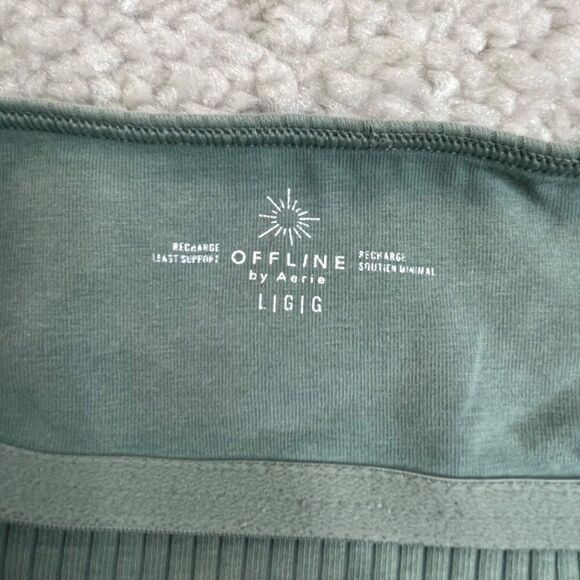 RECHARGE
LEAST SUPPORT
OFFLINE
by Aerie
L|G|G
RECHARGE
SOUTIEN MINIMAL